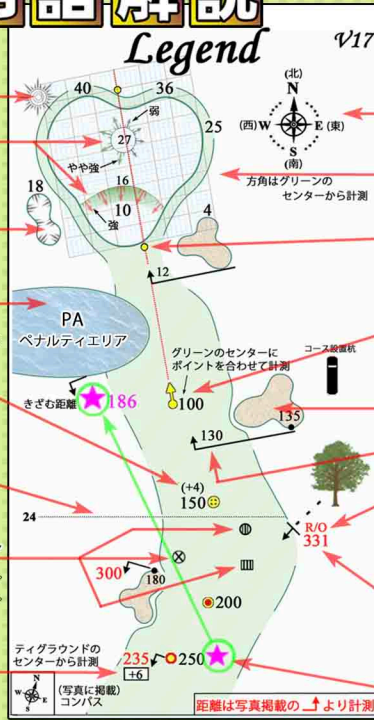 用語解説
Legend
V17
40
36
(北)
N
弱
27
25
(西)W
E(東)
S
(南)
やや強
16
18
10
強
方角はグリーンの
センターから計測
4
12
PA
ペナルティエリア
グリーンのセンターに
ポイントを合わせて計測
コース設置杭
きざむ距離
186
100
135
130
(+4)
150
24
R/O
331
300
180
200
ティグラウンドの
センターから計測
235
250
+6
N
W
E
S
(写真に掲載)
コンパス
距離は写真掲載の より計測